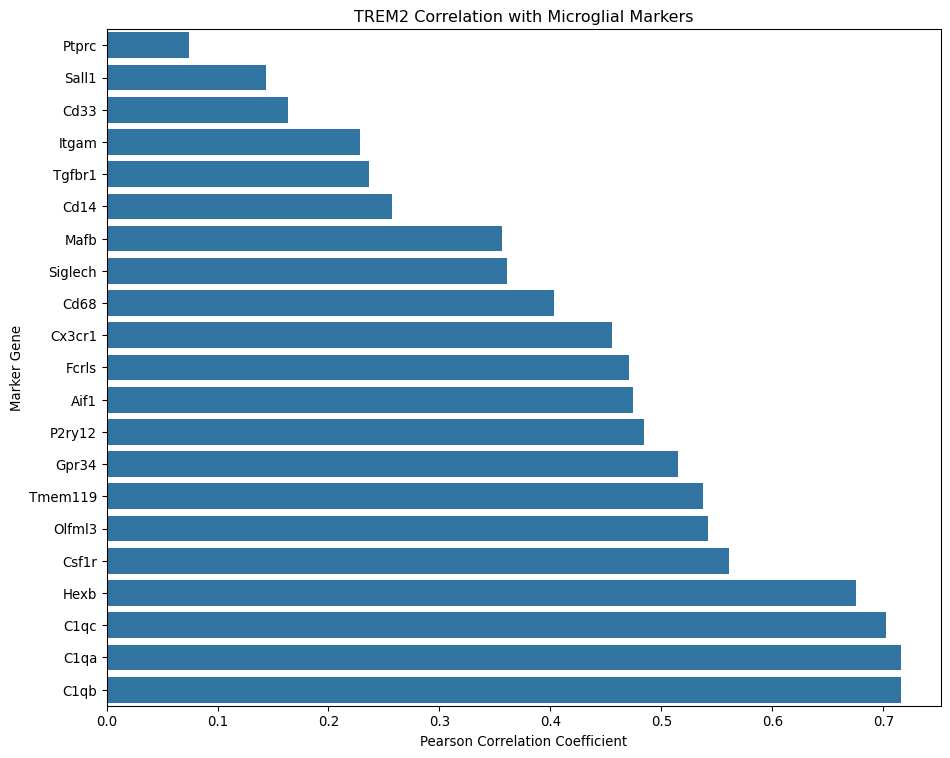 TREM2 Correlation with Microglial Markers
Marker Gene
Ptprc
Sall1
Cd33
Itgam
Tgfbr1
Cd14
Mafb
Siglech
Cd68
Cx3cr1
Fcrls
Aif1
P2ry12
Gpr34
Tmem119
Olfml3
Csf1r
Hexb
C1qc
C1qa
C1qb
0.0 0.1 0.2 0.3 0.4 0.5 0.6 0.7
Pearson Correlation Coefficient